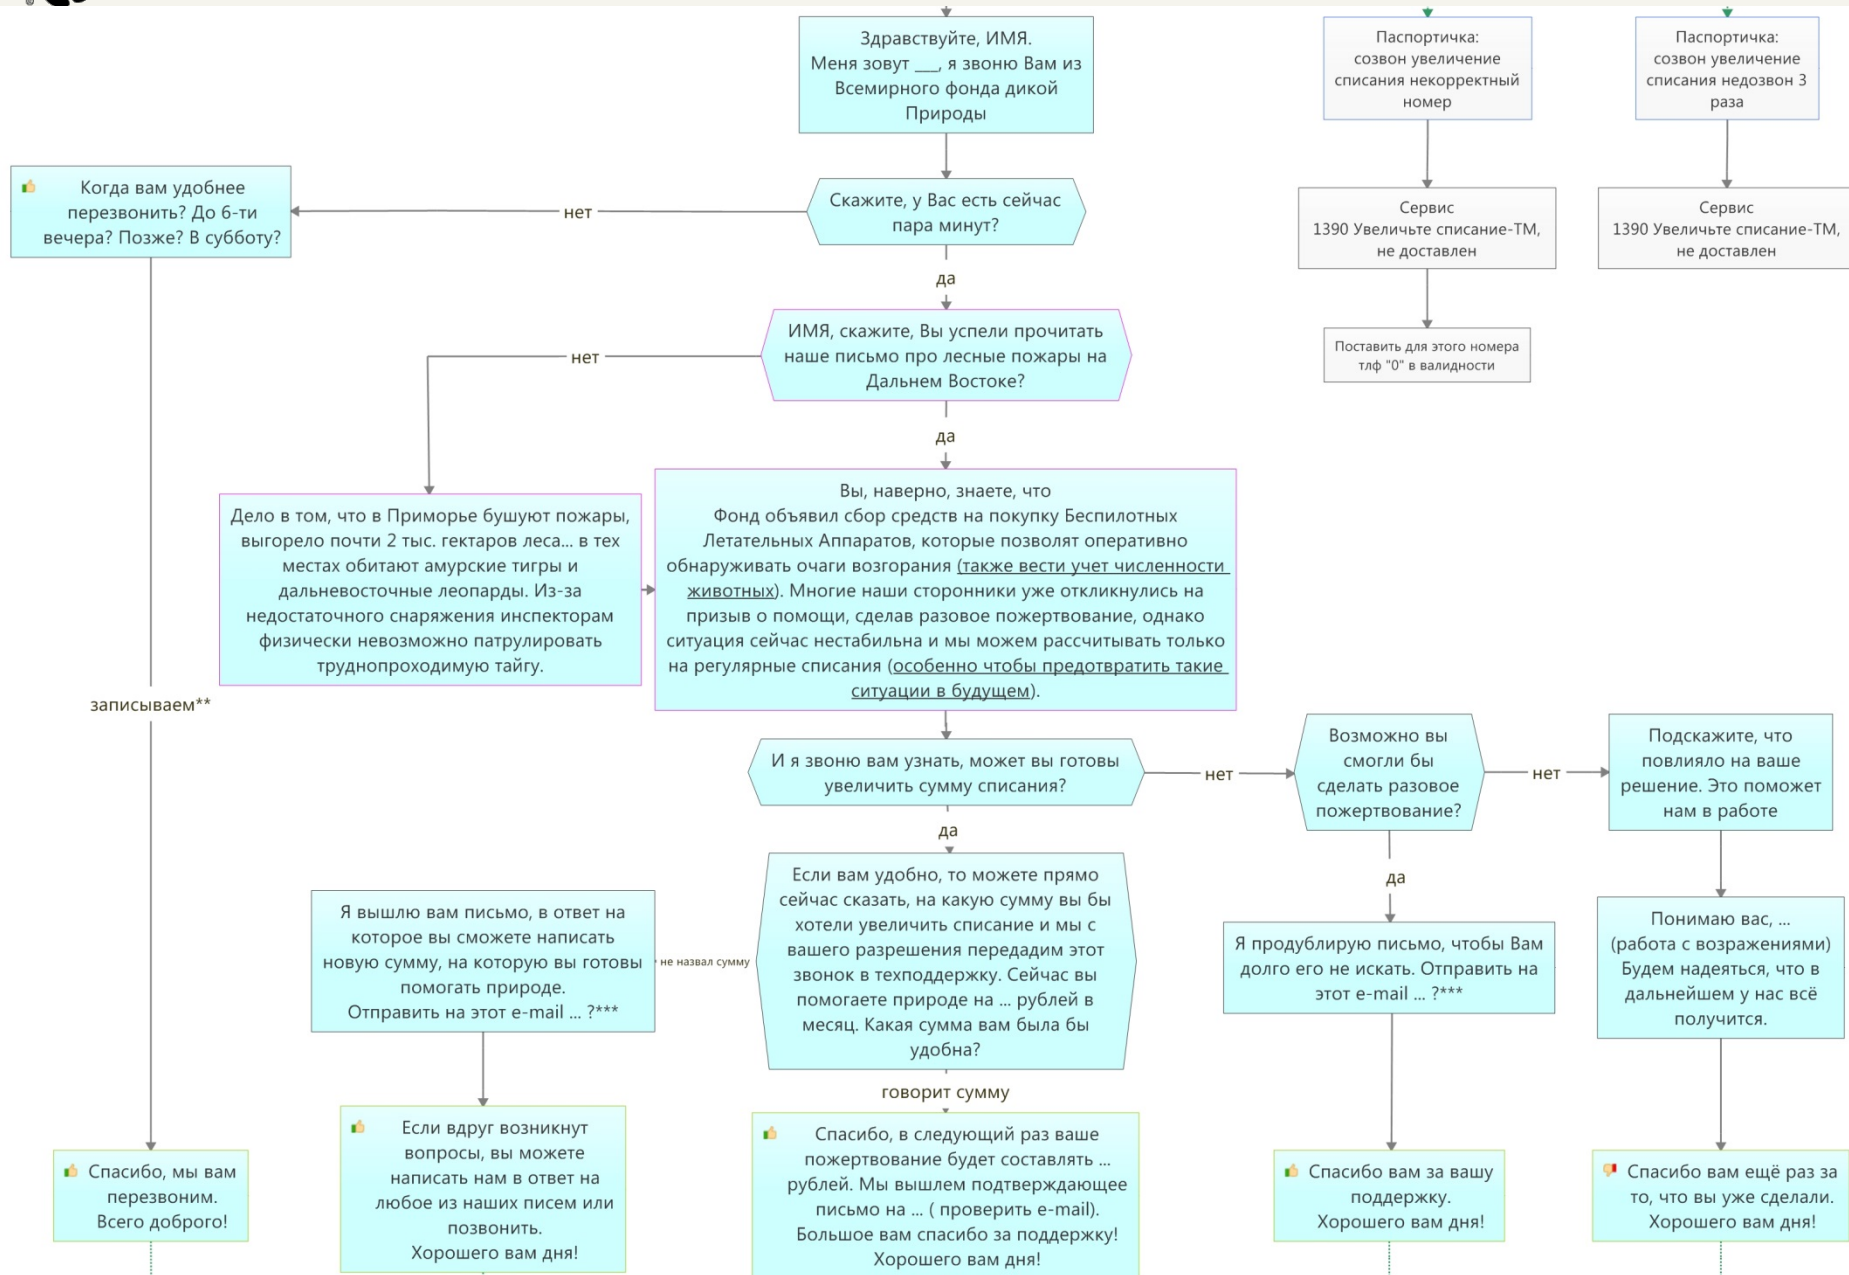 Здравствуйте, ИМЯ.
Меня зовут ___, я звоню Вам из
Всемирного фонда дикой
Природы
Паспортичка:
созвон увеличение
списания некорректный
номер
Паспортичка:
созвон увеличение
списания недозвон 3
раза
Когда вам удобнее
перезвонить? До 6-ти
вечера? Позже? В субботу?
нет
Скажите, у Вас есть сейчас
пара минут?
Сервис
1390 Увеличьте списание-ТМ,
не доставлен
Сервис
1390 Увеличьте списание-ТМ,
не доставлен
да
ИМЯ, скажите, Вы успели прочитать
наше письмо про лесные пожары на
Дальнем Востоке?
нет
Поставить для этого номера
тлф "0" в валидности
да
Дело в том, что в Приморье бушуют пожары,
выгорело почти 2 тыс. гектаров леса... в тех
местах обитают амурские тигры и
дальневосточные леопарды. Из-за
недостаточного снаряжения инспекторам
физически невозможно патрулировать
труднопроходимую тайгу.
Вы, наверно, знаете, что
Фонд объявил сбор средств на покупку Беспилотных
Летательных Аппаратов, которые позволят оперативно
обнаруживать очаги возгорания (также вести учет численности
животных). Многие наши сторонники уже откликнулись на
призыв о помощи, сделав разовое пожертвование, однако
ситуация сейчас нестабильна и мы можем рассчитывать только
на регулярные списания (особенно чтобы предотвратить такие
ситуации в будущем).
записываем**
И я звоню вам узнать, может вы готовы
увеличить сумму списания?
нет
Возможно вы
смогли бы
сделать разовое
пожертвование?
нет
Подскажите, что
повлияло на ваше
решение. Это поможет
нам в работе
да
да
Я вышлю вам письмо, в ответ на
которое вы сможете написать
новую сумму, на которую вы готовы
помогать природе.
Отправить на этот e-mail ... ?***
не назвал сумму
Если вам удобно, то можете прямо
сейчас сказать, на какую сумму вы бы
хотели увеличить списание и мы с
вашего разрешения передадим этот
звонок в техподдержку. Сейчас вы
помогаете природе на ... рублей в
месяц. Какая сумма вам была бы
удобна?
Я продублирую письмо, чтобы Вам
долго его не искать. Отправить на
этот e-mail ... ?***
Понимаю вас, ...
(работа с возражениями)
Будем надеяться, что в
дальнейшем у нас всё
получится.
говорит сумму
Спасибо, мы вам
перезвоним.
Всего доброго!
Если вдруг возникнут
вопросы, вы можете
написать нам в ответ на
любое из наших писем или
позвонить.
Хорошего вам дня!
Спасибо, в следующий раз ваше
пожертвование будет составлять ...
рублей. Мы вышлем подтверждающее
письмо на ... ( проверить e-mail).
Большое вам спасибо за поддержку!
Хорошего вам дня!
Спасибо вам за вашу
поддержку.
Хорошего вам дня!
Спасибо вам ещё раз за
то, что вы уже сделали.
Хорошего вам дня!